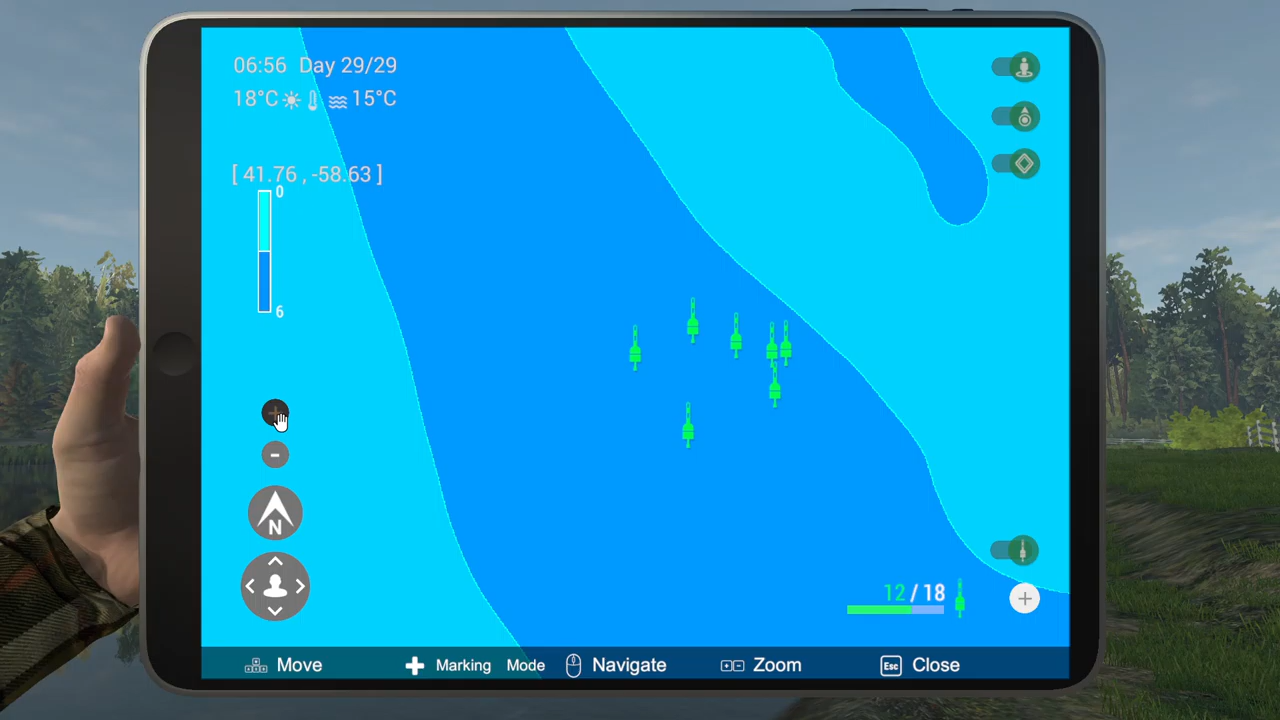 06:56 Day 29/29
18°C 15°C
[ 41.76 , -58.63 ]
0
6
+
-
N
12 / 18
+
Move Marking Mode Navigate Zoom Esc Close